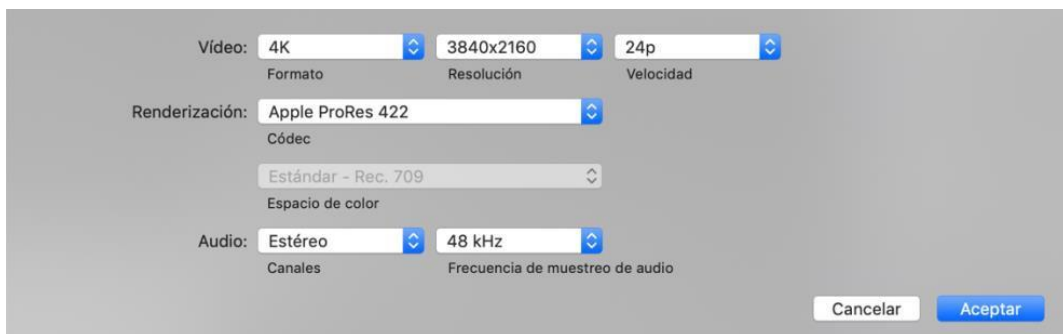 Vídeo: 4K 3840x2160 24p
Formato Resolución Velocidad
Renderización: Apple ProRes 422
Códec
Estándar - Rec. 709
Espacio de color
Audio: Estéreo 48 kHz
Canales Frecuencia de muestreo de audio
Cancelar Aceptar